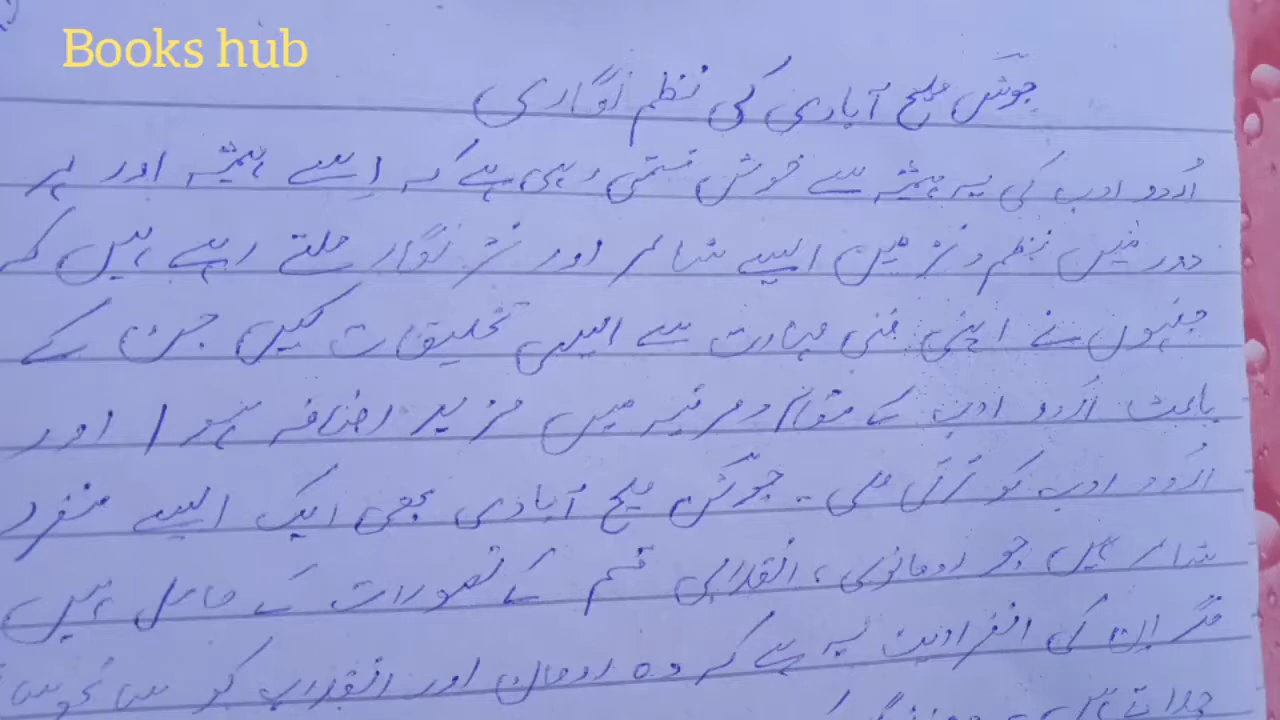 Books hub
جوش ملیح آبادی کی نظم نگاری
اُردو ادب کی یہ ہمیشہ سے خوش قسمتی رہی ہے کہ اِسے ہمیشہ اور ہر
دور میں نظم و نثر میں ایسے شاعر اور نثر نگار ملتے رہے ہیں کہ
جنہوں نے اپنی فنی مہارت سے ایسی تخلیقات کیں جن کے
باعث اُردو ادب کے مقام و مرتبہ میں مزید اضافہ ہوا اور
اُردو ادب کو ترقی ملی ۔ جوش ملیح آبادی بھی ایک ایسے منفرد
شاعر ہیں جو رومانوی ، انقلابی قسم کے تصورات کے حامل ہیں
مگر ان کی انفرادیت یہ ہے کہ وہ رومان اور انقلاب کو